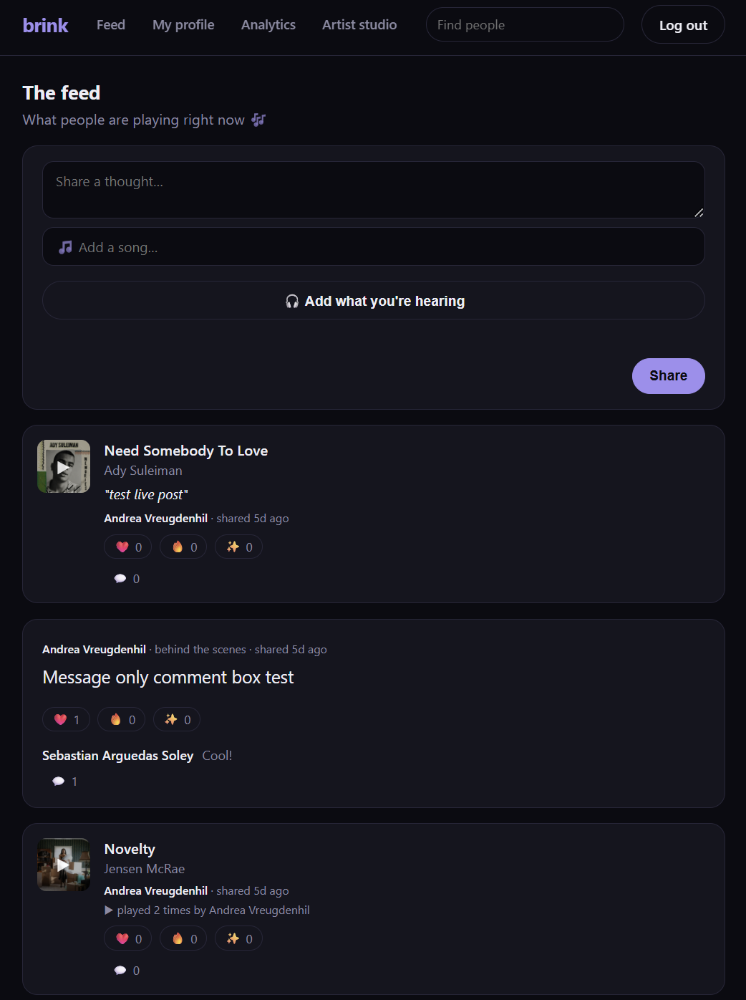 brink Feed My profile Analytics Artist studio Find people Log out
The feed
What people are playing right now 🎶
Share a thought...
🎵 Add a song...
🎧 Add what you're hearing
Share
ADY SULEIMAN
Need Somebody To Love
Ady Suleiman
"test live post"
Andrea Vreugdenhil · shared 5d ago
❤️ 0 🔥 0 ✨ 0
💬 0
Andrea Vreugdenhil · behind the scenes · shared 5d ago
Message only comment box test
❤️ 1 🔥 0 ✨ 0
Sebastian Arguedas Soley Cool!
💬 1
Novelty
Jensen McRae
Andrea Vreugdenhil · shared 5d ago
▶ played 2 times by Andrea Vreugdenhil
❤️ 0 🔥 0 ✨ 0
💬 0